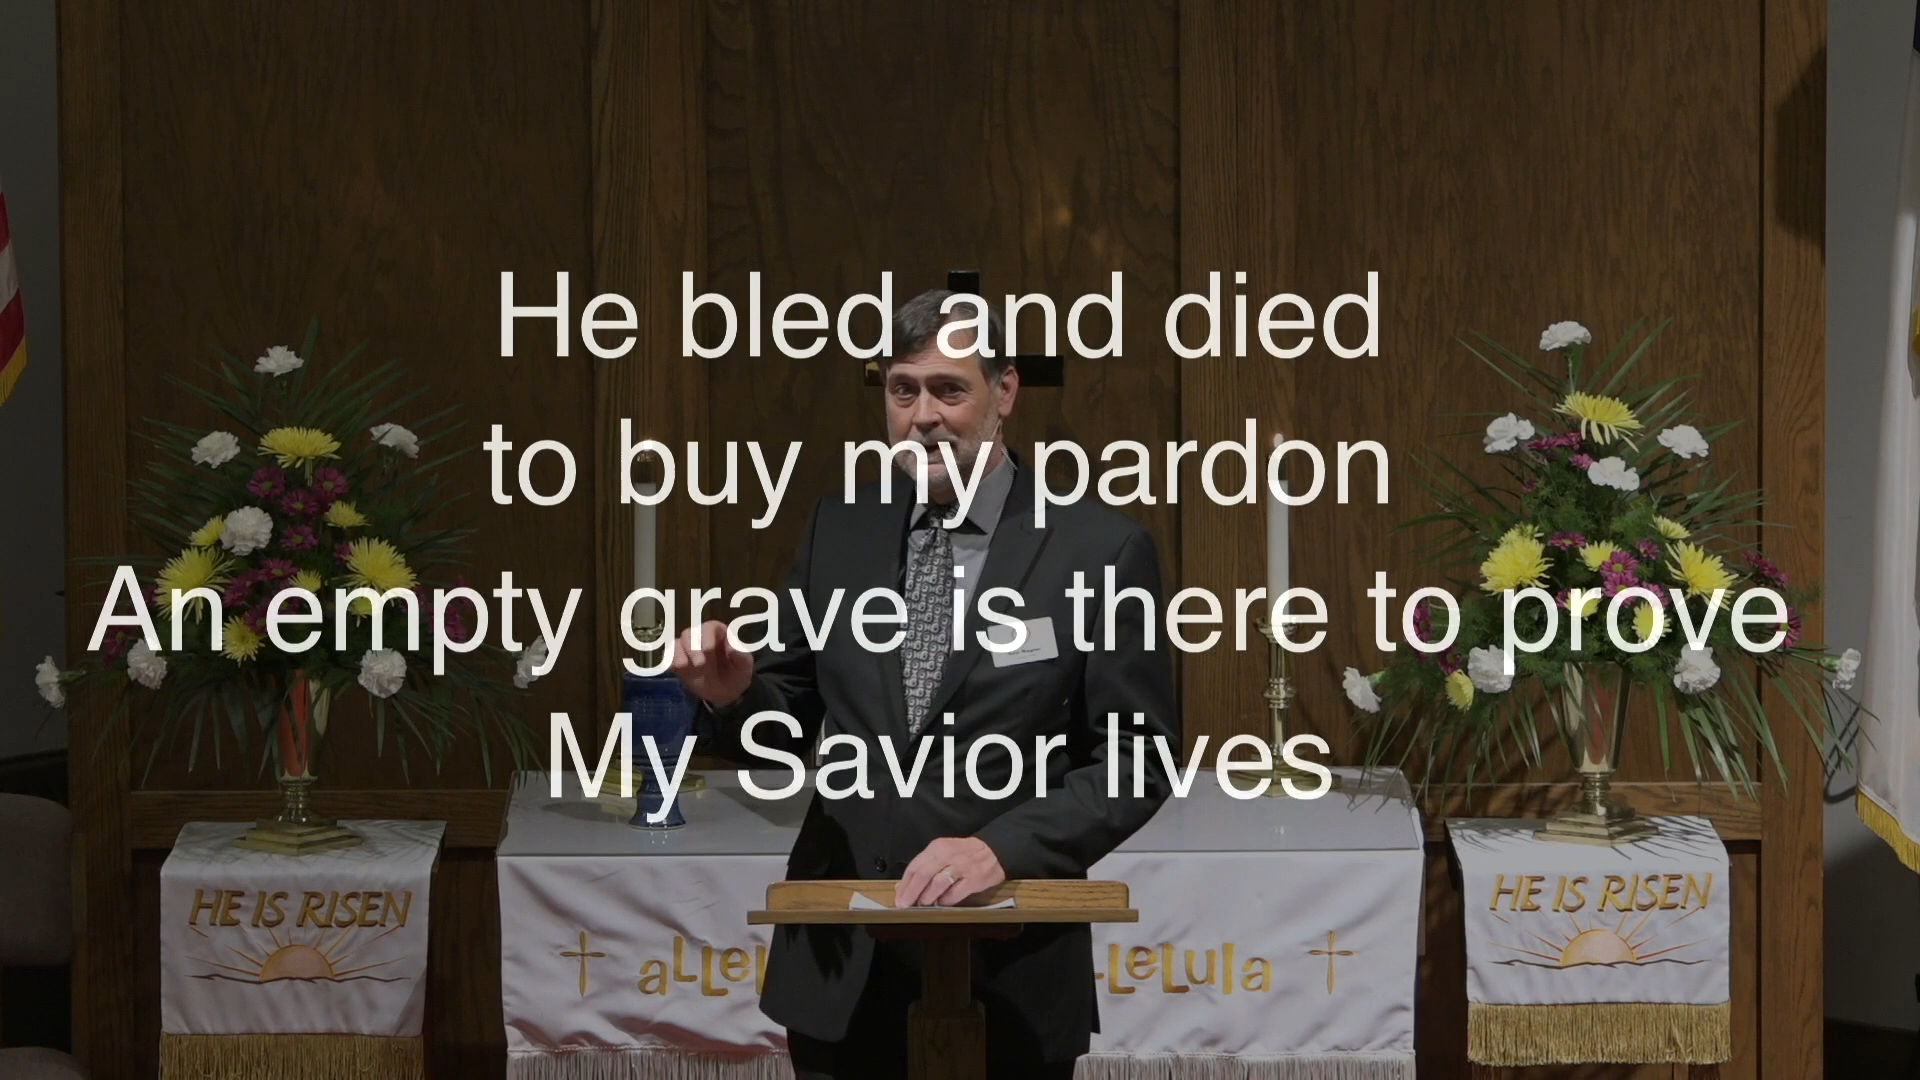 He bled and died
to buy my pardon
An empty grave is there to prove
My Savior lives
HE IS RISEN
aLLeL
LeLuIa
HE IS RISEN